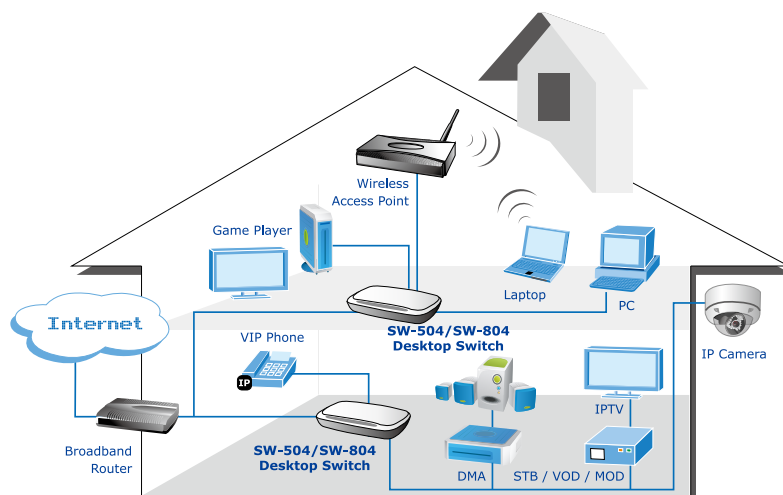 Wireless
Access Point
Game Player
Laptop
PC
Internet
SW-504/SW-804
Desktop Switch
VIP Phone
IP Camera
IP
IPTV
Broadband
Router
SW-504/SW-804
Desktop Switch
DMA
STB / VOD / MOD